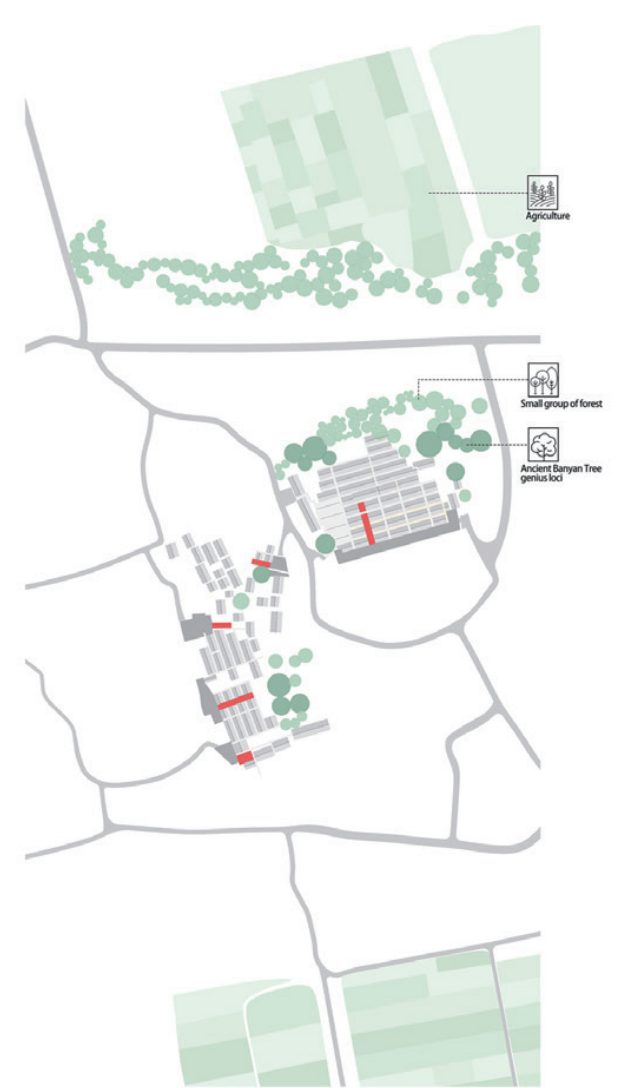 Agriculture
Small group of forest
Ancient Banyan Tree
genius loci